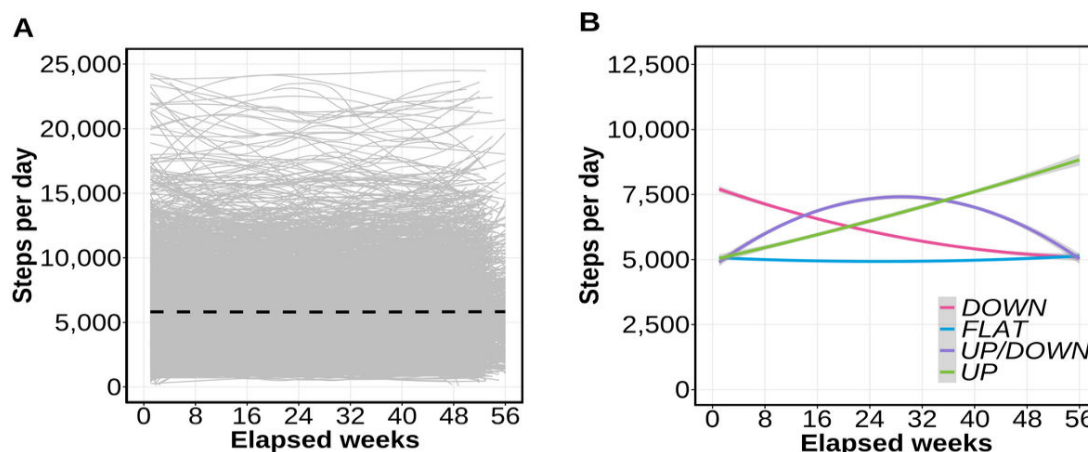 A
Steps per day
25,000
20,000
15,000
10,000
5,000
0
0 8 16 24 32 40 48 56
Elapsed weeks
B
Steps per day
12,500
10,000
7,500
5,000
2,500
0
DOWN
FLAT
UP/DOWN
UP
0 8 16 24 32 40 48 56
Elapsed weeks